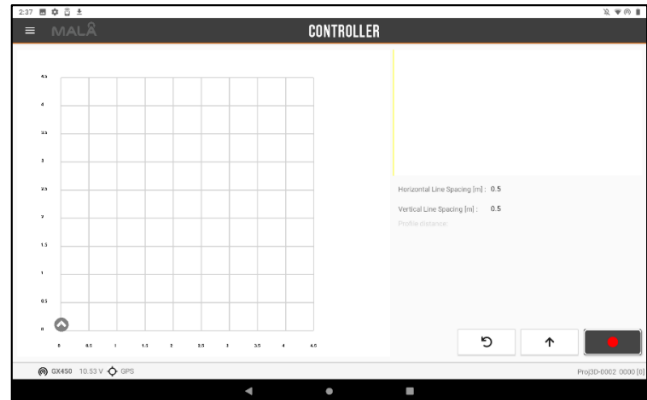 2:37
MALÅ
CONTROLLER
4.5
4
3.5
3
2.5
2
1.5
1
0.5
0
0 0.5 1 1.5 2 2.5 3 3.5 4 4.5
Horizontal Line Spacing [m] : 0.5
Vertical Line Spacing [m] : 0.5
Profile distance:
GX450 10.53 V GPS
Proj3D-0002 0000 [0]